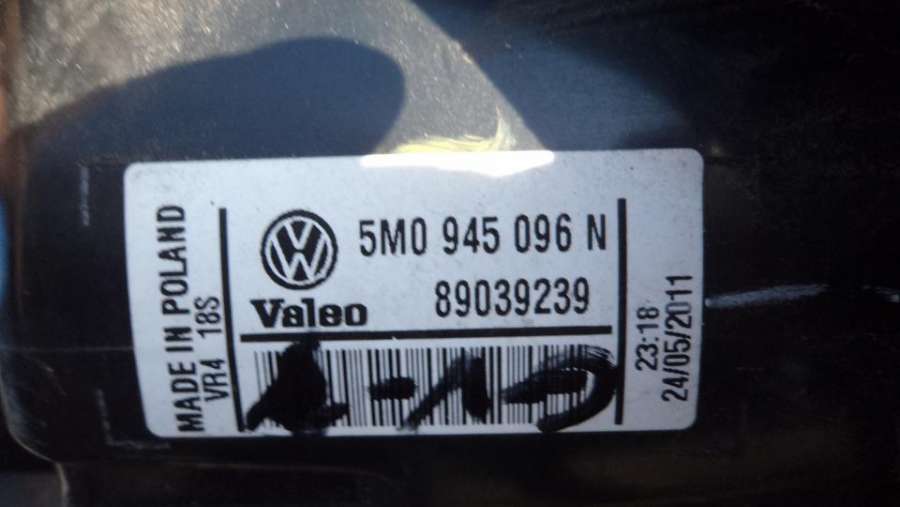 MADE IN POLAND
VR4 18S
5M0 945 096 N
Valeo
89039239
23:18
24/05/2011